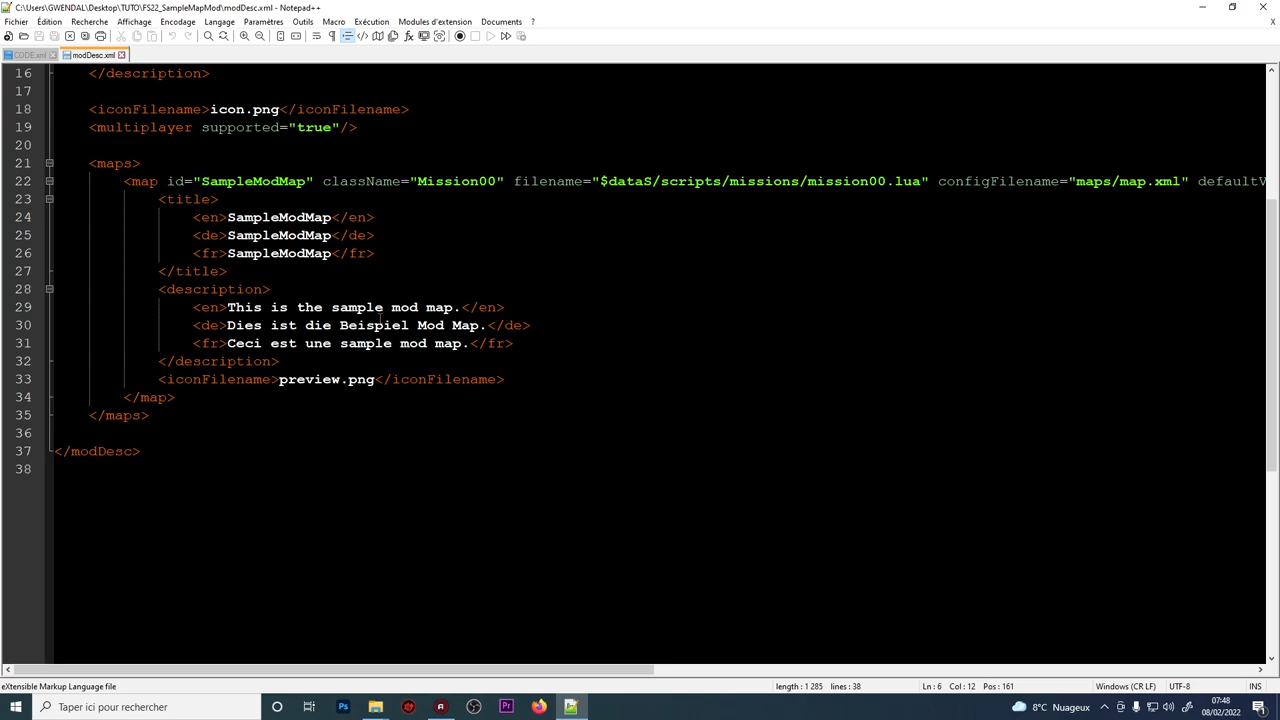 C:\Users\GWENDAL\Desktop\TUTO\FS22_SampleMapMod\modDesc.xml - Notepad++
Fichier Édition Recherche Affichage Encodage Langage Paramètres Outils Macro Exécution Modules d'extension Documents ?
CODE.xml modDesc.xml
16 </description>
17
18 <iconFilename>icon.png</iconFilename>
19 <multiplayer supported="true"/>
20
21 <maps>
22 <map id="SampleModMap" className="Mission00" filename="$dataS/scripts/missions/mission00.lua" configFilename="maps/map.xml" defaultV
23 <title>
24 <en>SampleModMap</en>
25 <de>SampleModMap</de>
26 <fr>SampleModMap</fr>
27 </title>
28 <description>
29 <en>This is the sample mod map.</en>
30 <de>Dies ist die Beispiel Mod Map.</de>
31 <fr>Ceci est une sample mod map.</fr>
32 </description>
33 <iconFilename>preview.png</iconFilename>
34 </map>
35 </maps>
36
37 </modDesc>
38
eXtensible Markup Language file length : 1 285 lines : 38 Ln : 6 Col : 12 Pos : 161 Windows (CR LF) UTF-8 INS
Taper ici pour rechercher 8°C Nuageux 07:48
08/02/2022